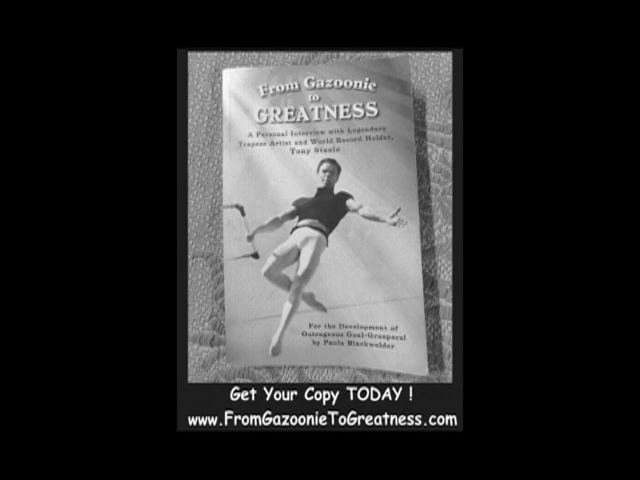 From Gazoonie
to
GREATNESS
A Personal Interview with Legendary
Trapeze Artist and World Record Holder,
Tony Steele
For the Development of
Outrageous Goal-Graspers!
by Paula Blackwelder
Get Your Copy TODAY !
www.FromGazoonieToGreatness.com